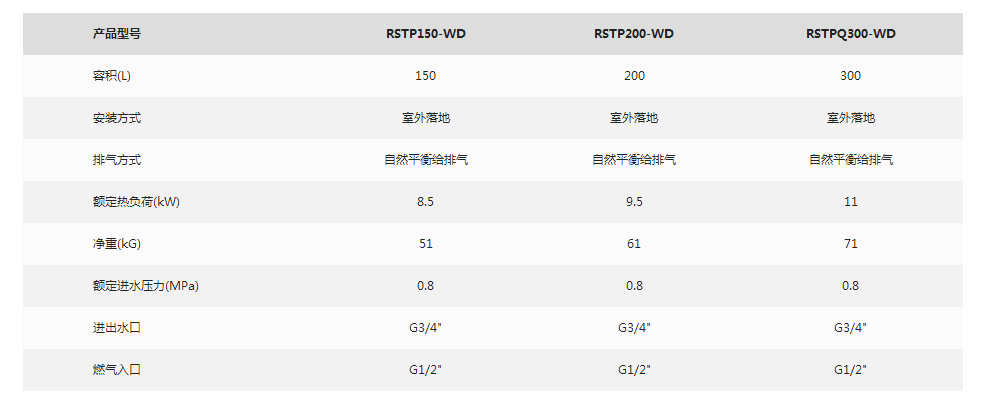 产品型号 RSTP150-WD RSTP200-WD RSTPQ300-WD
容积(L) 150 200 300
安装方式 室外落地 室外落地 室外落地
排气方式 自然平衡给排气 自然平衡给排气 自然平衡给排气
额定热负荷(kW) 8.5 9.5 11
净重(kG) 51 61 71
额定进水压力(MPa) 0.8 0.8 0.8
进出水口 G3/4" G3/4" G3/4"
燃气入口 G1/2" G1/2" G1/2"